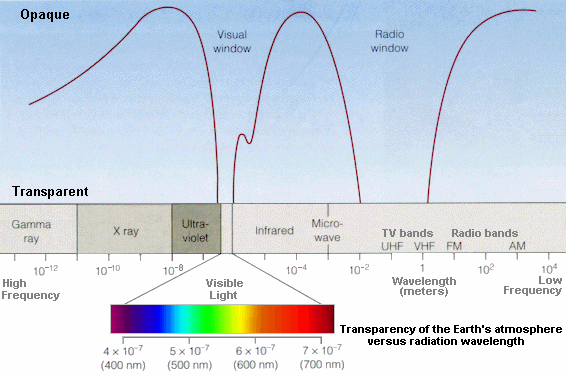 Opaque
Visual
window
Radio
window
Transparent
Gamma
ray
X ray
Ultra-
violet
Infrared
Micro-
wave
TV bands
UHF VHF
Radio bands
FM AM
10⁻¹² 10⁻¹⁰ 10⁻⁸ 10⁻⁴ 10⁻² 1 10² 10⁴
High
Frequency
Visible
Light
Wavelength
(meters)
Low
Frequency
4 × 10⁻⁷ 5 × 10⁻⁷ 6 × 10⁻⁷ 7 × 10⁻⁷
(400 nm) (500 nm) (600 nm) (700 nm)
Transparency of the Earth's atmosphere
versus radiation wavelength